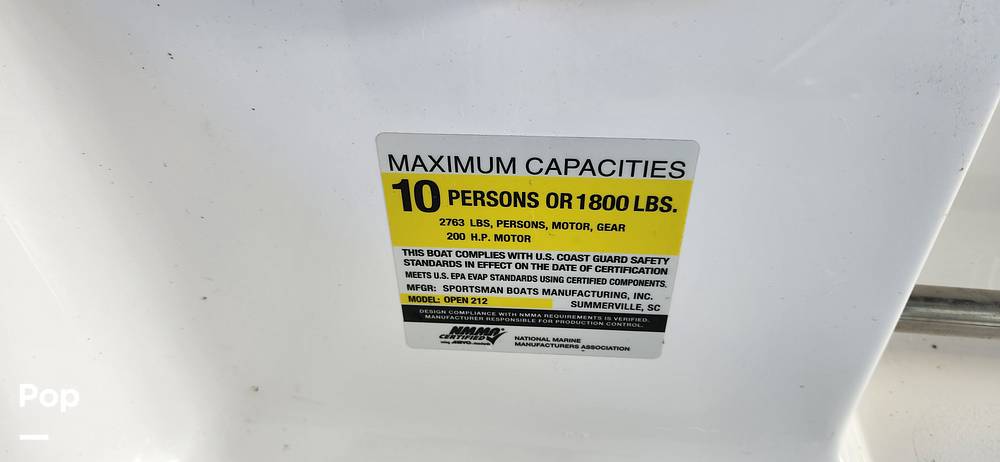 MAXIMUM CAPACITIES
10 PERSONS OR 1800 LBS.
2763 LBS, PERSONS, MOTOR, GEAR
200 H.P. MOTOR
THIS BOAT COMPLIES WITH U.S. COAST GUARD SAFETY
STANDARDS IN EFFECT ON THE DATE OF CERTIFICATION
MEETS U.S. EPA EVAP STANDARDS USING CERTIFIED COMPONENTS.
MFGR: SPORTSMAN BOATS MANUFACTURING, INC.
MODEL: OPEN 212 SUMMERVILLE, SC
DESIGN COMPLIANCE WITH NMMA REQUIREMENTS IS VERIFIED.
MANUFACTURER RESPONSIBLE FOR PRODUCTION CONTROL.
NMMA
CERTIFIED
NATIONAL MARINE
MANUFACTURERS ASSOCIATION
Pop